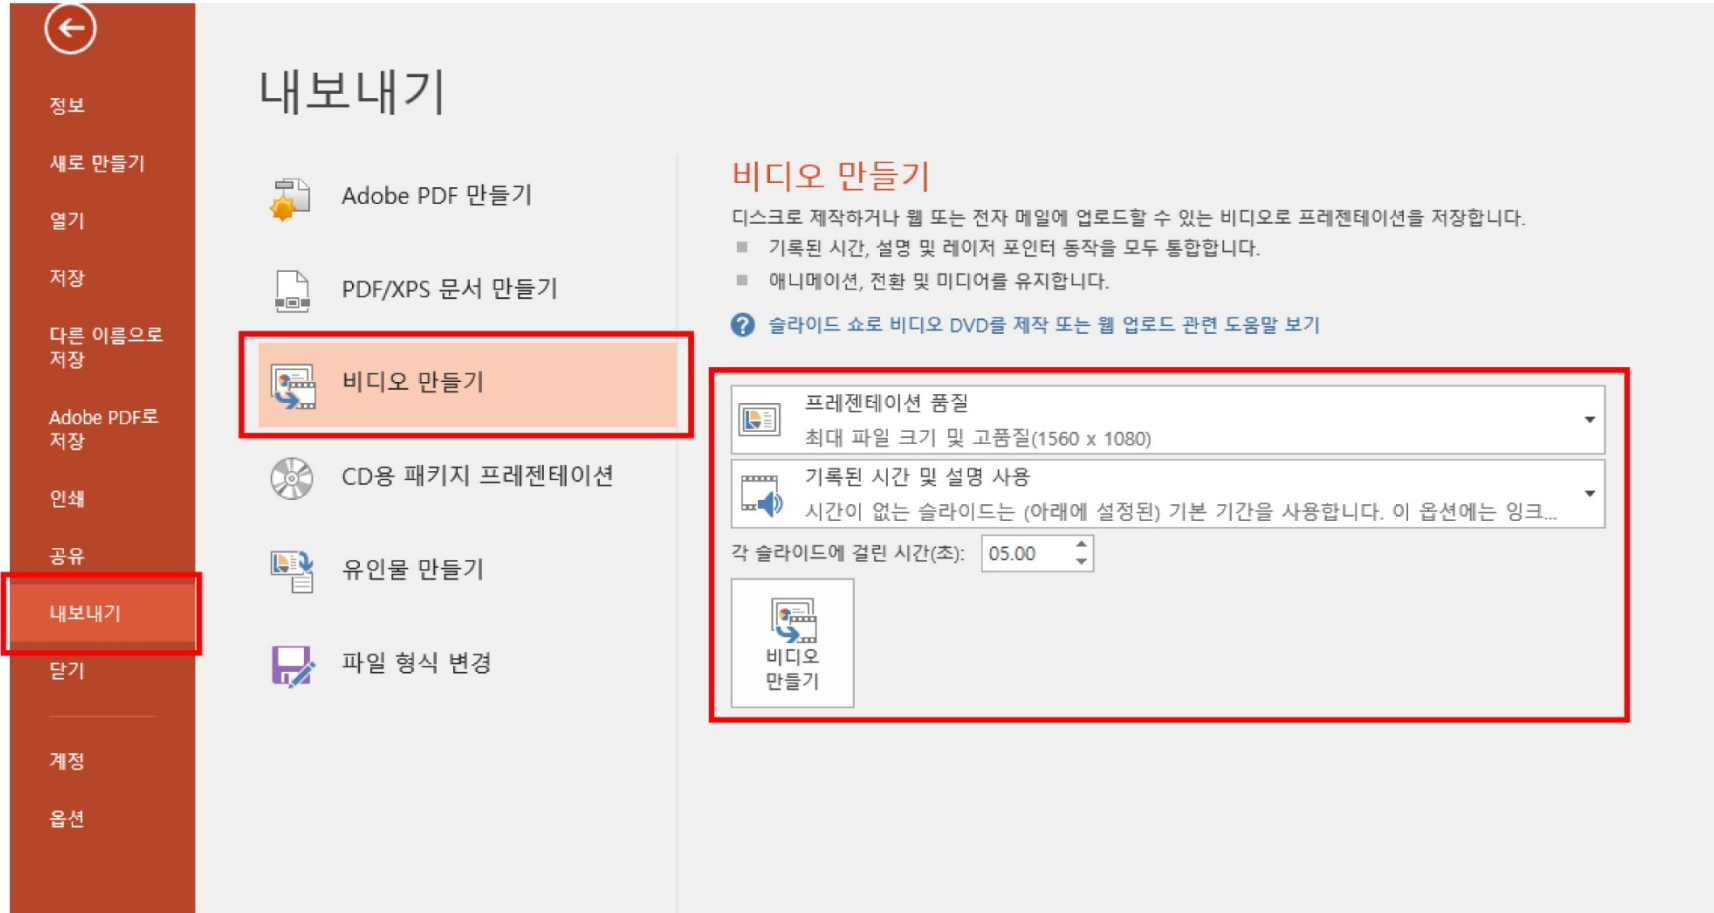 정보
새로 만들기
열기
저장
다른 이름으로
저장
Adobe PDF로
저장
인쇄
공유
내보내기
닫기
계정
옵션
내보내기
Adobe PDF 만들기
PDF/XPS 문서 만들기
비디오 만들기
CD용 패키지 프레젠테이션
유인물 만들기
파일 형식 변경
비디오 만들기
디스크로 제작하거나 웹 또는 전자 메일에 업로드할 수 있는 비디오로 프레젠테이션을 저장합니다.
기록된 시간, 설명 및 레이저 포인터 동작을 모두 통합합니다.
애니메이션, 전환 및 미디어를 유지합니다.
슬라이드 쇼로 비디오 DVD를 제작 또는 웹 업로드 관련 도움말 보기
프레젠테이션 품질
최대 파일 크기 및 고품질(1560 x 1080)
기록된 시간 및 설명 사용
시간이 없는 슬라이드는 (아래에 설정된) 기본 기간을 사용합니다. 이 옵션에는 잉크...
각 슬라이드에 걸린 시간(초): 05.00
비디오
만들기